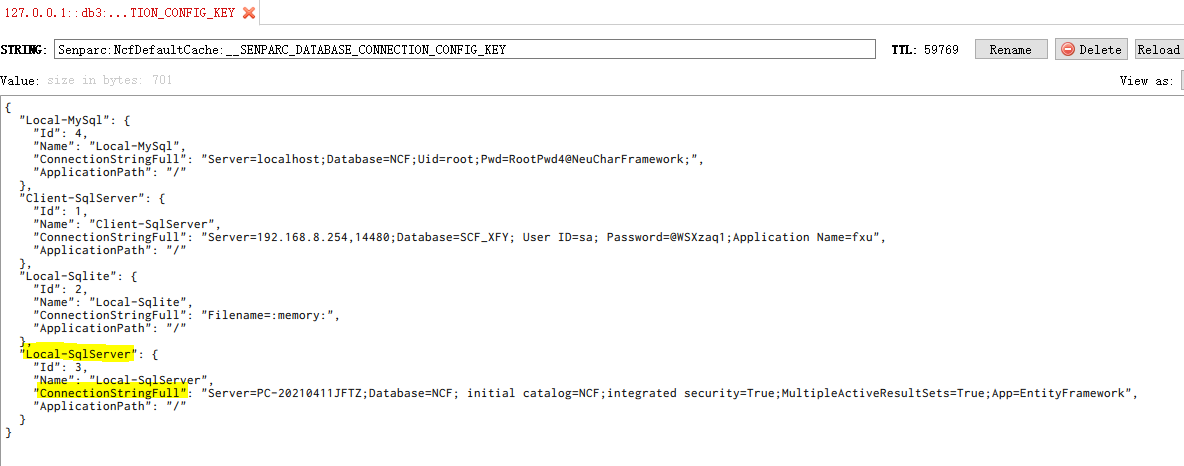 127.0.0.1::db3:...TION_CONFIG_KEY
STRING: Senparc:NcfDefaultCache:__SENPARC_DATABASE_CONNECTION_CONFIG_KEY TTL: 59769 Rename Delete Reload
Value: size in bytes: 701 View as:
{
"Local-MySql": {
"Id": 4,
"Name": "Local-MySql",
"ConnectionStringFull": "Server=localhost;Database=NCF;Uid=root;Pwd=RootPwd4@NeuCharFramework;",
"ApplicationPath": "/"
},
"Client-SqlServer": {
"Id": 1,
"Name": "Client-SqlServer",
"ConnectionStringFull": "Server=192.168.8.254,14480;Database=SCF_XFY; User ID=sa; Password=@WSXzaq1;Application Name=fxu",
"ApplicationPath": "/"
},
"Local-Sqlite": {
"Id": 2,
"Name": "Local-Sqlite",
"ConnectionStringFull": "Filename=:memory:",
"ApplicationPath": "/"
},
"Local-SqlServer": {
"Id": 3,
"Name": "Local-SqlServer",
"ConnectionStringFull": "Server=PC-20210411JFTZ;Database=NCF; initial catalog=NCF;integrated security=True;MultipleActiveResultSets=True;App=EntityFramework",
"ApplicationPath": "/"
}
}